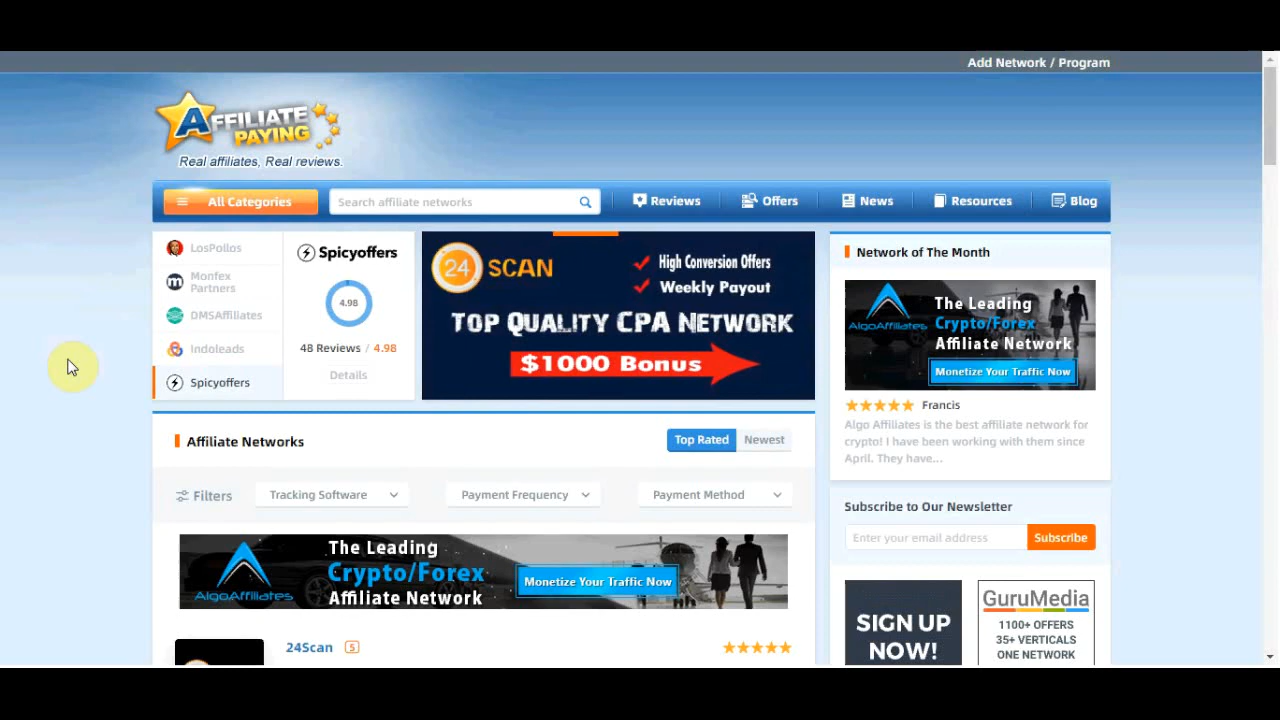 Add Network / Program
AFFILIATE
PAYING
Real affiliates, Real reviews.
All Categories
Search affiliate networks
Reviews
Offers
News
Resources
Blog
LosPollos
Monfex
Partners
DMSAffiliates
Indoleads
Spicyoffers
Spicyoffers
4.98
48 Reviews / 4.98
Details
24 SCAN
High Conversion Offers
Weekly Payout
TOP QUALITY CPA NETWORK
$1000 Bonus
Network of The Month
AlgoAffiliates
The Leading
Crypto/Forex
Affiliate Network
Monetize Your Traffic Now
Francis
Algo Affiliates is the best affiliate network for
crypto! I have been working with them since
April. They have...
Affiliate Networks
Top Rated
Newest
Filters
Tracking Software
Payment Frequency
Payment Method
AlgoAffiliates
The Leading
Crypto/Forex
Affiliate Network
Monetize Your Traffic Now
24Scan
5
Subscribe to Our Newsletter
Enter your email address
Subscribe
SIGN UP
NOW!
GuruMedia
1100+ OFFERS
35+ VERTICALS
ONE NETWORK